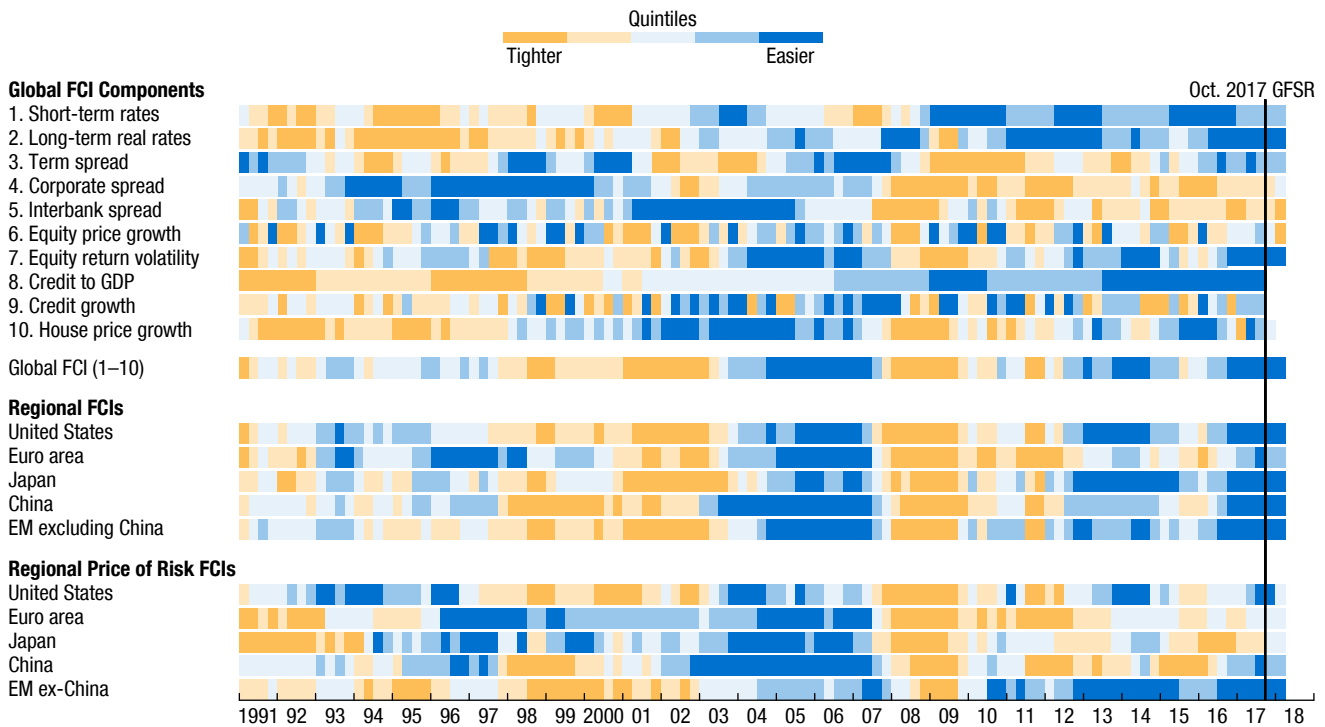 Quintiles
Tighter Easier
Global FCI Components
Oct. 2017 GFSR
1. Short-term rates
2. Long-term real rates
3. Term spread
4. Corporate spread
5. Interbank spread
6. Equity price growth
7. Equity return volatility
8. Credit to GDP
9. Credit growth
10. House price growth
Global FCI (1–10)
Regional FCIs
United States
Euro area
Japan
China
EM excluding China
Regional Price of Risk FCIs
United States
Euro area
Japan
China
EM ex-China
1991 92 93 94 95 96 97 98 99 2000 01 02 03 04 05 06 07 08 09 10 11 12 13 14 15 16 17 18